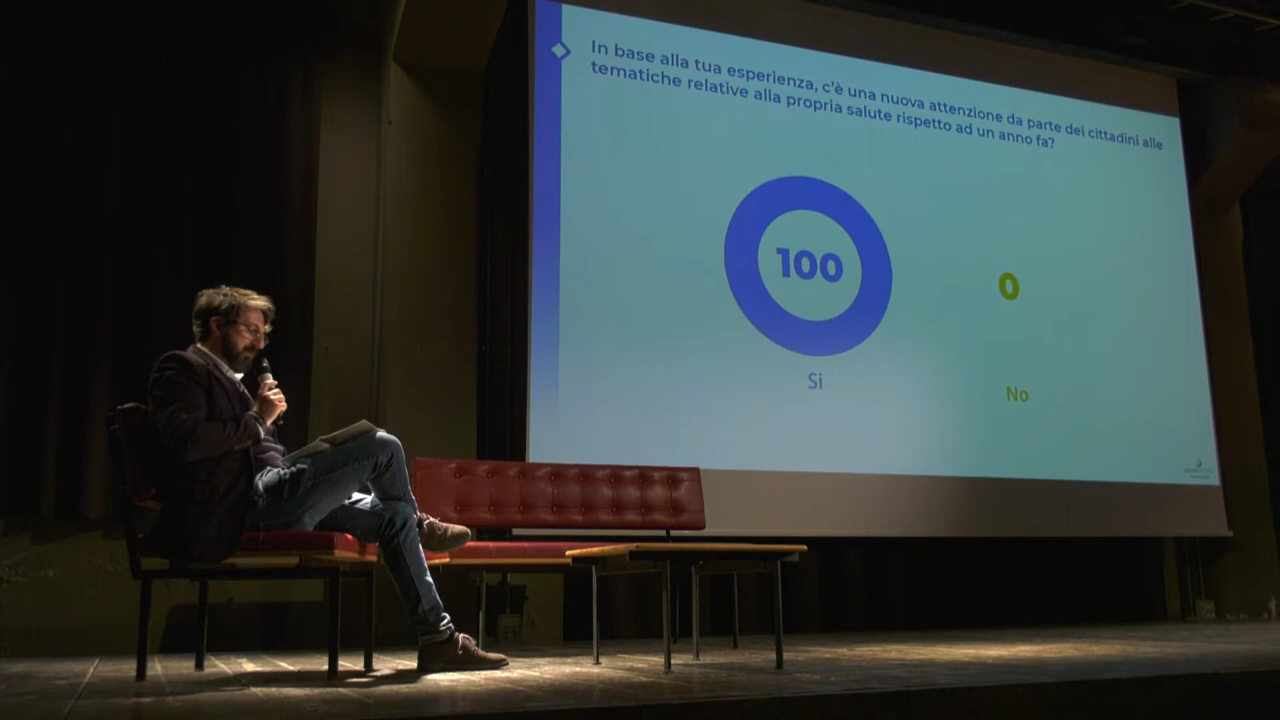 In base alla tua esperienza, c'è una nuova attenzione da parte dei cittadini alle
tematiche relative alla propria salute rispetto ad un anno fa?
100
0
Si
No